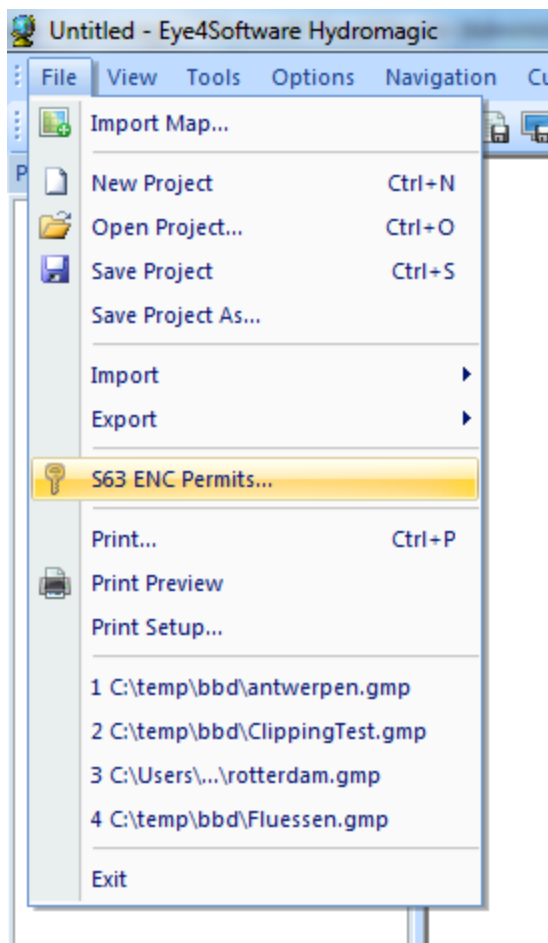 Untitled - Eye4Software Hydromagic
File View Tools Options Navigation
Import Map...
New Project Ctrl+N
Open Project... Ctrl+O
Save Project Ctrl+S
Save Project As...
Import
Export
S63 ENC Permits...
Print... Ctrl+P
Print Preview
Print Setup...
1 C:\temp\bbd\antwerpen.gmp
2 C:\temp\bbd\ClippingTest.gmp
3 C:\Users\...\rotterdam.gmp
4 C:\temp\bbd\Fluessen.gmp
Exit